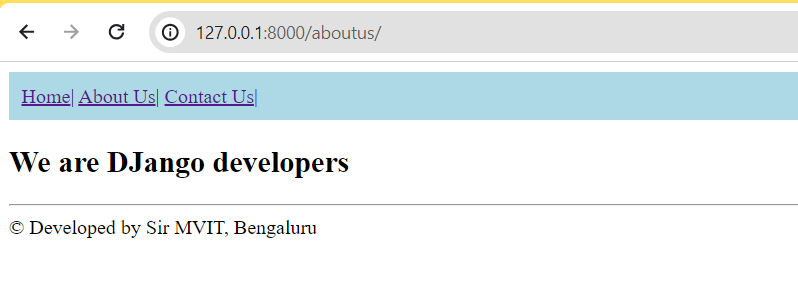 127.0.0.1:8000/aboutus/
Home| About Us| Contact Us|
We are DJango developers
© Developed by Sir MVIT, Bengaluru